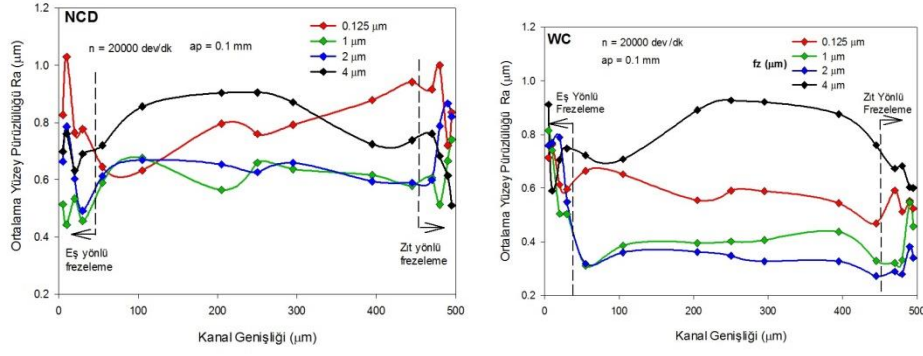 NCD
n = 20000 dev/dk
ap = 0.1 mm
0.125 µm
1 µm
2 µm
4 µm
Ortalama Yüzey Pürüzlülüğü Ra (µm)
1.2
1.0
0.8
0.6
0.4
0.2
Eş yönlü
frezeleme
Zıt yönlü
frezeleme
0
100
200
300
400
500
Kanal Genişliği (µm)
WC
n = 20000 dev/dk
ap = 0.1 mm
fz (µm)
0.125 µm
1 µm
2 µm
4 µm
Ortalama Yüzey Pürüzlülüğü Ra (µm)
1.2
1.0
0.8
0.6
0.4
0.2
Eş Yönlü
Frezeleme
Zıt Yönlü
Frezeleme
0
100
200
300
400
500
Kanal Genişliği (µm)